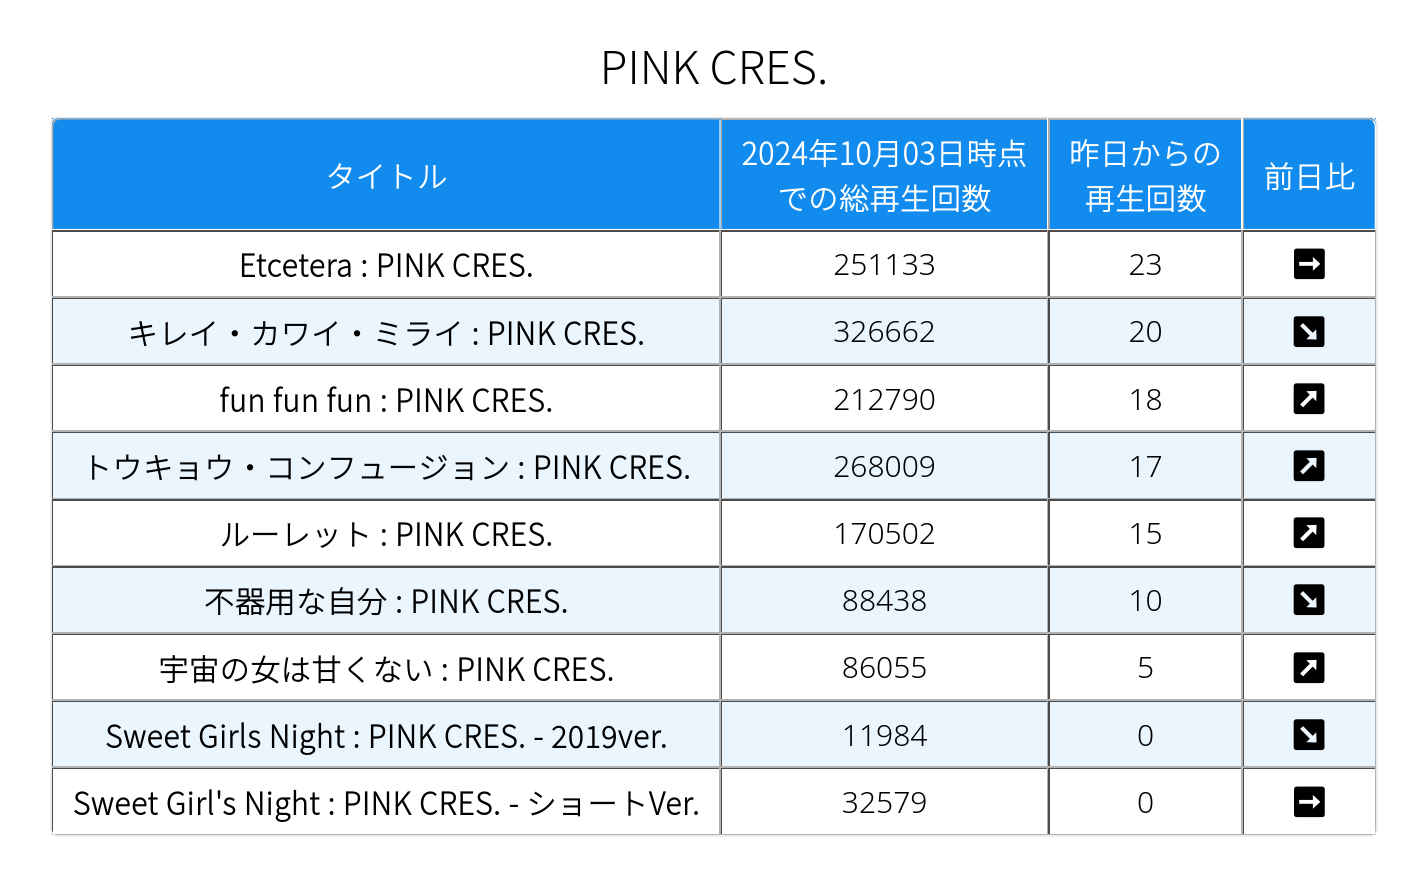 PINK CRES.
タイトル 2024年10月03日時点での総再生回数 昨日からの再生回数 前日比
Etcetera : PINK CRES. 251133 23 ➡
キレイ・カワイ・ミライ : PINK CRES. 326662 20 ↘
fun fun fun : PINK CRES. 212790 18 ↗
トウキョウ・コンフュージョン : PINK CRES. 268009 17 ↗
ルーレット : PINK CRES. 170502 15 ↗
不器用な自分 : PINK CRES. 88438 10 ↘
宇宙の女は甘くない : PINK CRES. 86055 5 ↗
Sweet Girls Night : PINK CRES. - 2019ver. 11984 0 ↘
Sweet Girl's Night : PINK CRES. - ショートVer. 32579 0 ➡